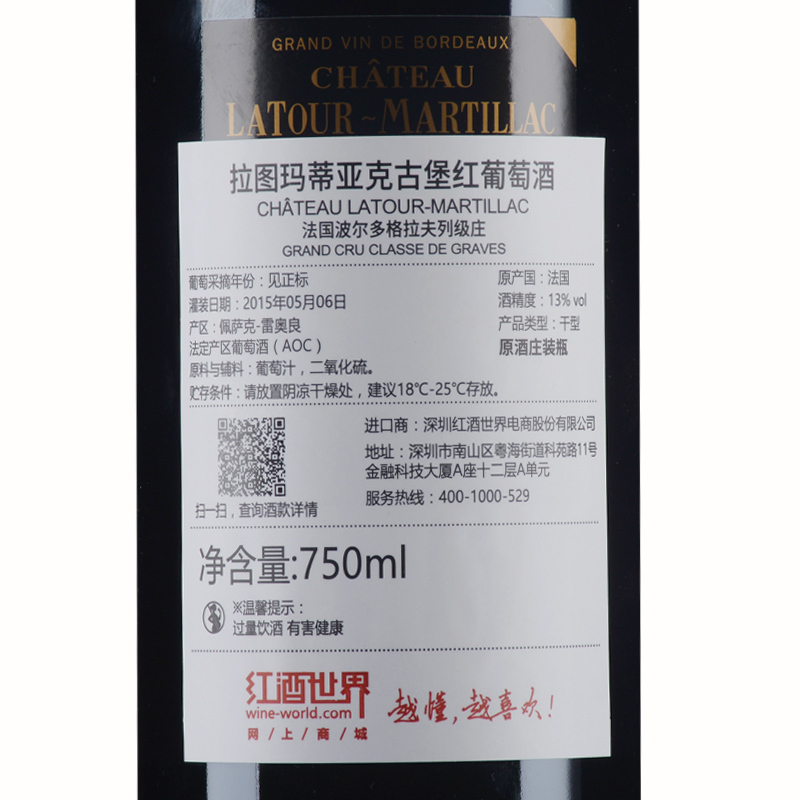 GRAND VIN DE BORDEAUX
CHÂTEAU
LATOUR~MARTILLAC
拉图玛蒂亚克古堡红葡萄酒
CHÂTEAU LATOUR-MARTILLAC
法国波尔多格拉夫列级庄
GRAND CRU CLASSE DE GRAVES
葡萄采摘年份：见正标
原产国：法国
灌装日期：2015年05月06日
酒精度：13% vol
产区：佩萨克-雷奥良
产品类型：干型
法定产区葡萄酒（AOC）
原酒庄装瓶
原料与辅料：葡萄汁，二氧化硫。
贮存条件：请放置阴凉干燥处，建议18℃-25℃存放。
进口商：深圳红酒世界电商股份有限公司
地址：深圳市南山区粤海街道科苑路11号
金融科技大厦A座十二层A单元
服务热线：400-1000-529
扫一扫，查询酒款详情
净含量:750ml
※温馨提示：
过量饮酒 有害健康
红酒世界
wine-world.com
网/上/商/城
越懂，越喜欢！